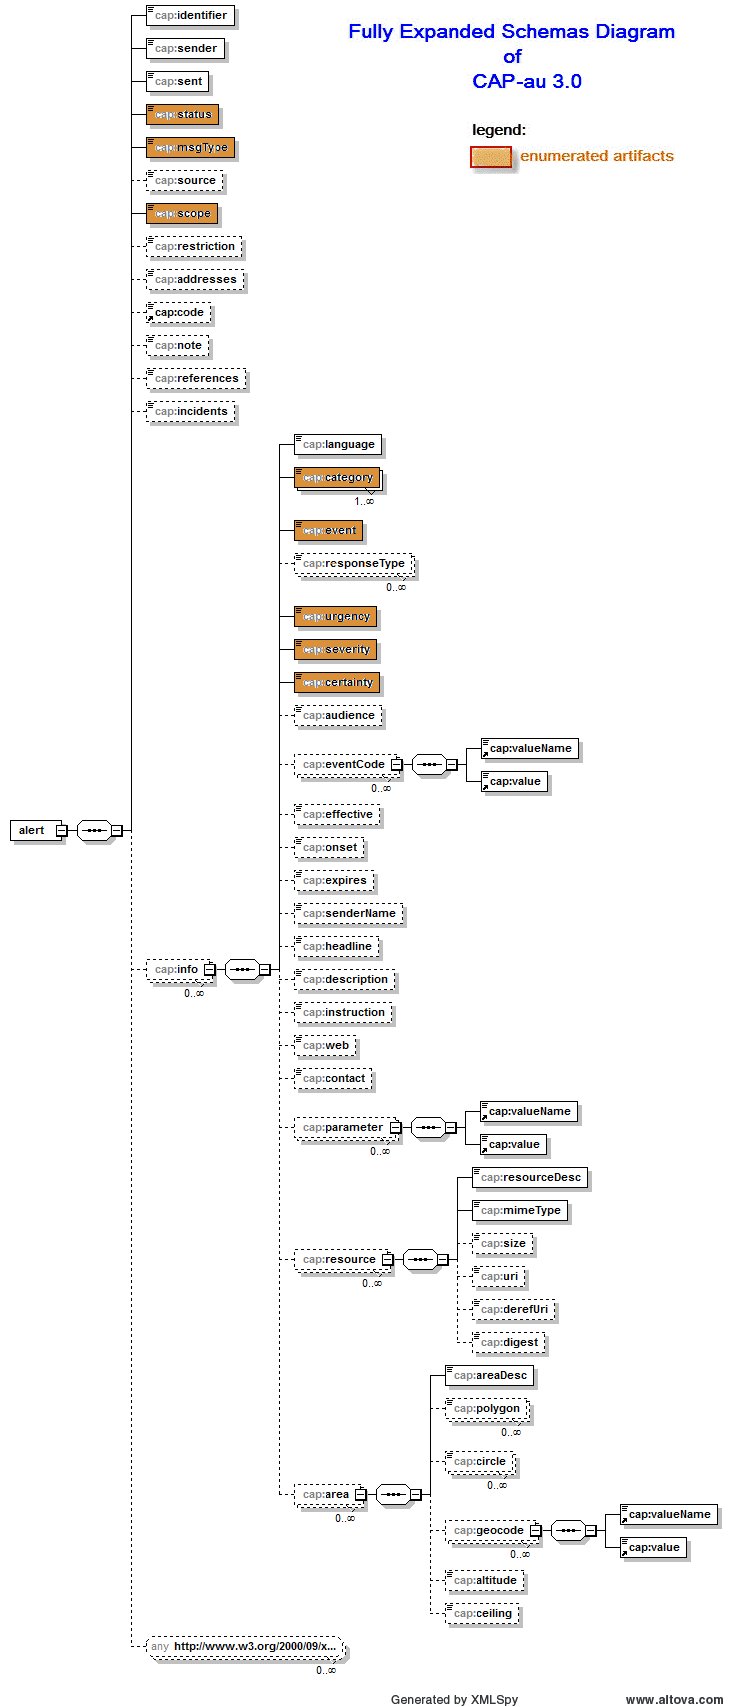 Fully Expanded Schemas Diagram
of
CAP-au 3.0
legend:
enumerated artifacts
cap:identifier
cap:sender
cap:sent
cap:status
cap:msgType
cap:source
cap:scope
cap:restriction
cap:addresses
cap:code
cap:note
cap:references
cap:incidents
cap:language
cap:category
1..∞
cap:event
cap:responseType
0..∞
cap:urgency
cap:severity
cap:certainty
cap:audience
cap:valueName
cap:eventCode
0..∞
cap:value
cap:effective
alert
cap:onset
cap:expires
cap:senderName
cap:headline
cap:info
0..∞
cap:description
cap:instruction
cap:web
cap:contact
cap:valueName
cap:parameter
0..∞
cap:value
cap:resourceDesc
cap:mimeType
cap:size
cap:resource
0..∞
cap:uri
cap:derefUri
cap:digest
cap:areaDesc
cap:polygon
0..∞
cap:circle
0..∞
cap:area
0..∞
cap:valueName
cap:geocode
0..∞
cap:value
cap:altitude
cap:ceiling
any http://www.w3.org/2000/09/x...
0..∞
Generated by XMLSpy
www.altova.com